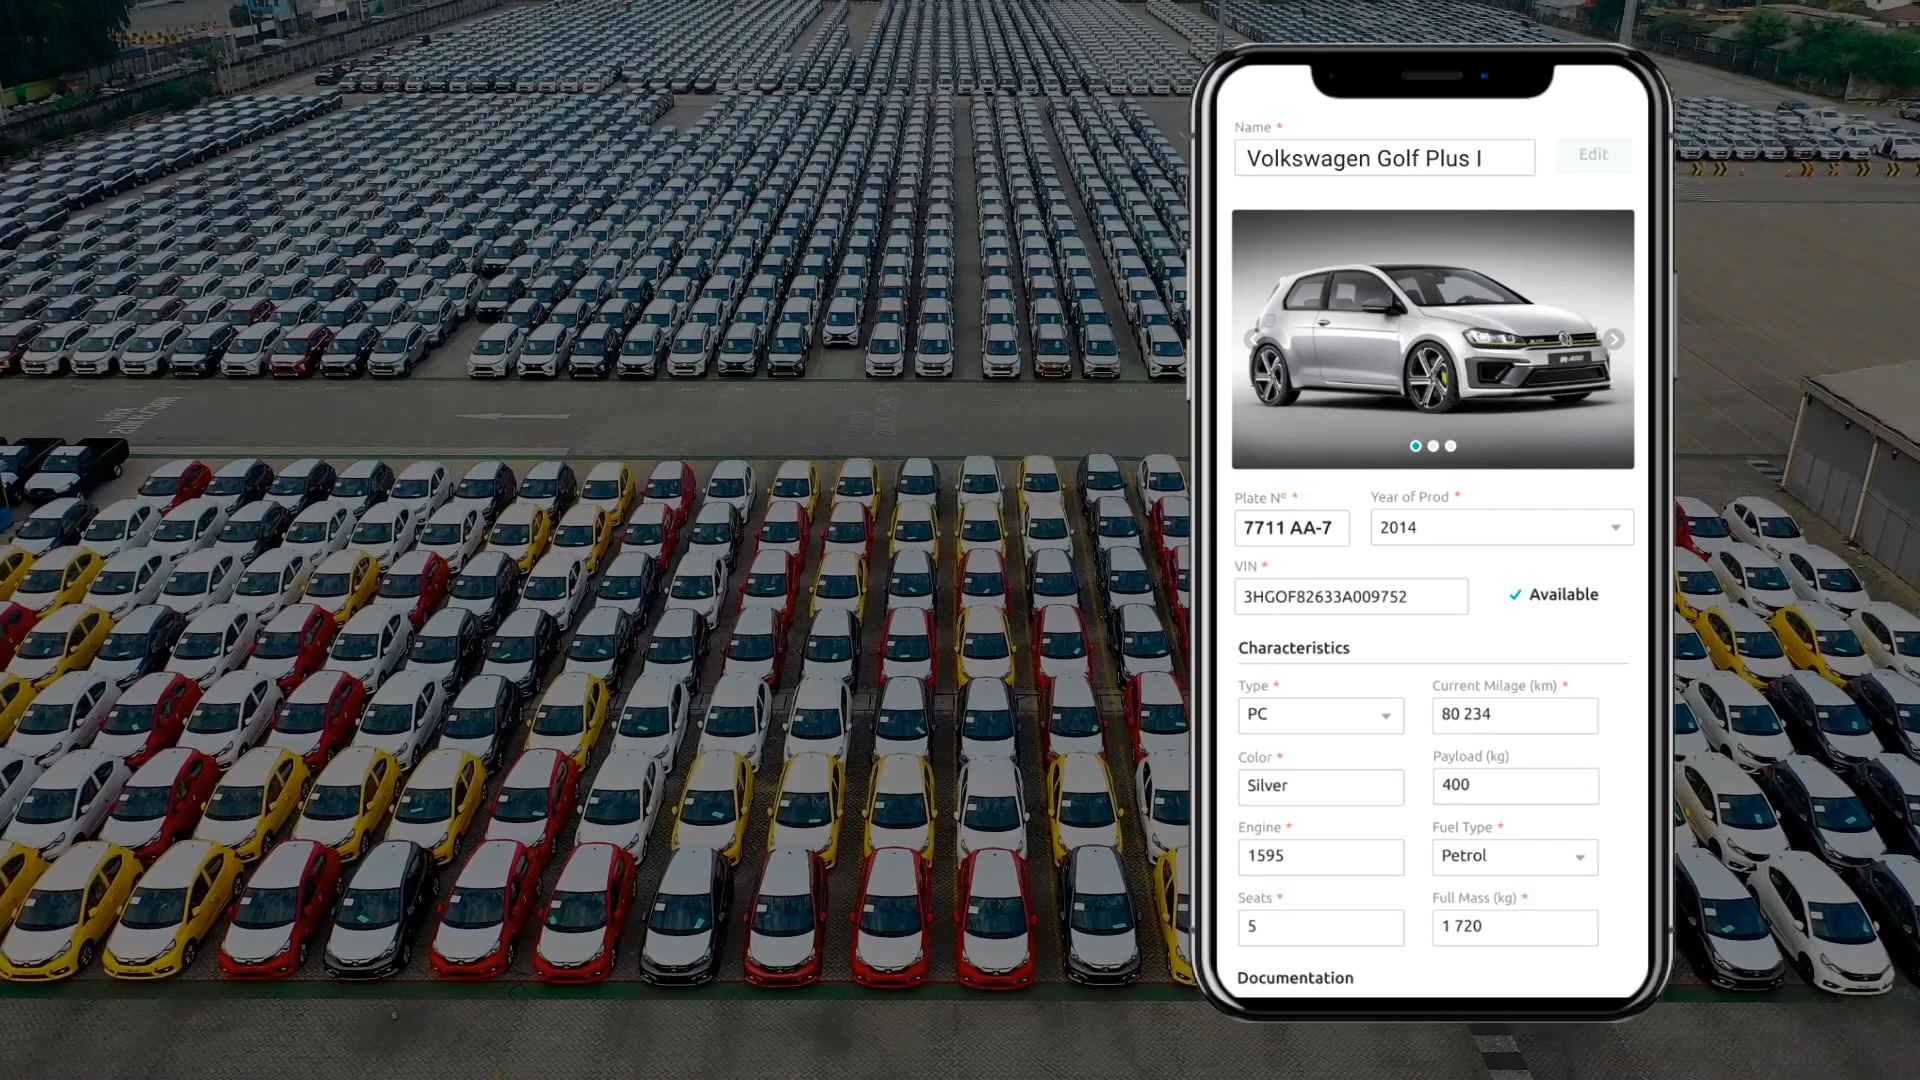 Name *
Volkswagen Golf Plus I
Edit
R 400
Plate Nº *
Year of Prod *
7711 AA-7
2014
VIN *
3HGOF82633A009752
Available
Characteristics
Type *
Current Milage (km) *
PC
80 234
Color *
Payload (kg)
Silver
400
Engine *
Fuel Type *
1595
Petrol
Seats *
Full Mass (kg) *
5
1 720
Documentation